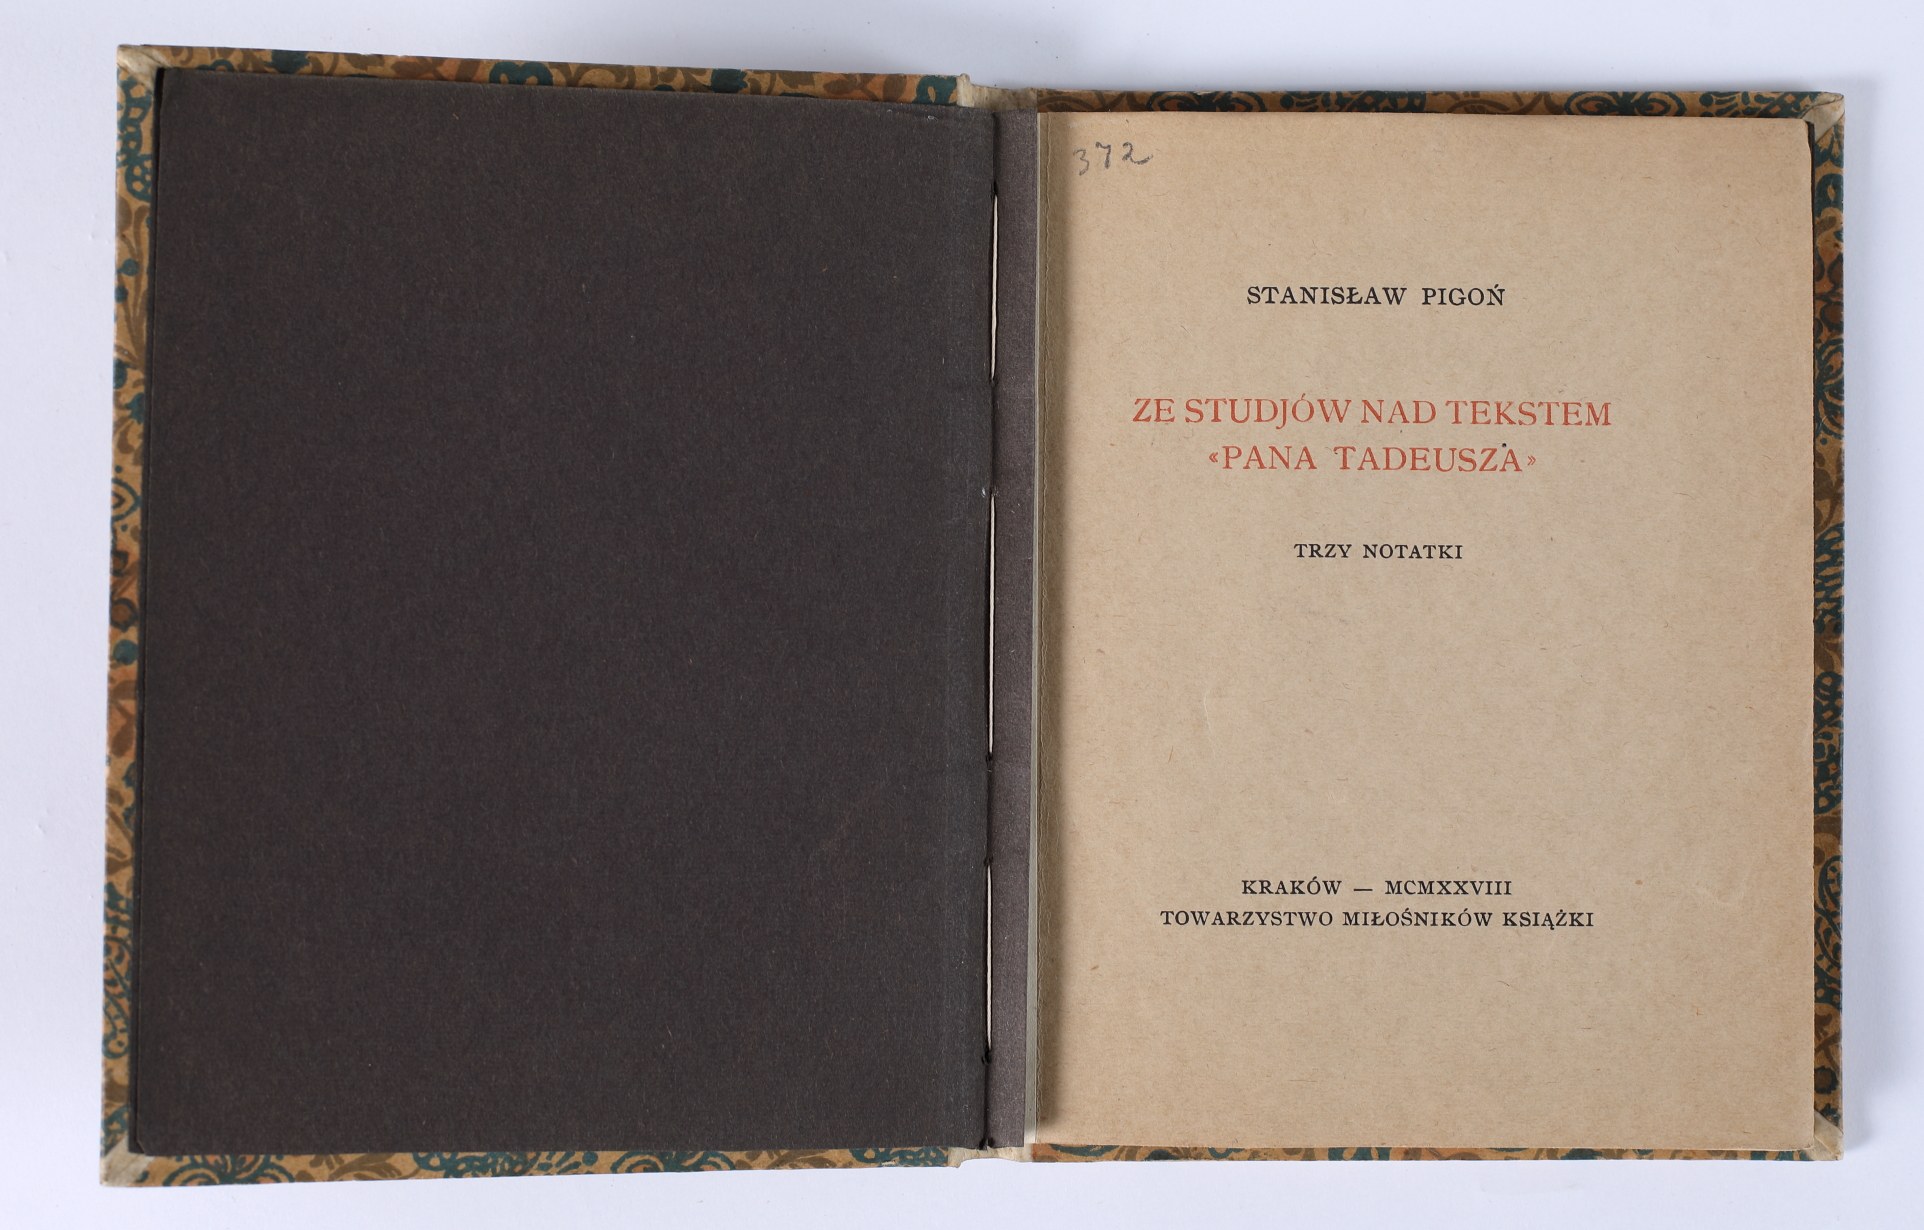 372
STANISŁAW PIGOŃ
ZE STUDJÓW NAD TEKSTEM
«PANA TADEUSZA»
TRZY NOTATKI
KRAKÓW — MCMXXVIII
TOWARZYSTWO MIŁOŚNIKÓW KSIĄŻKI